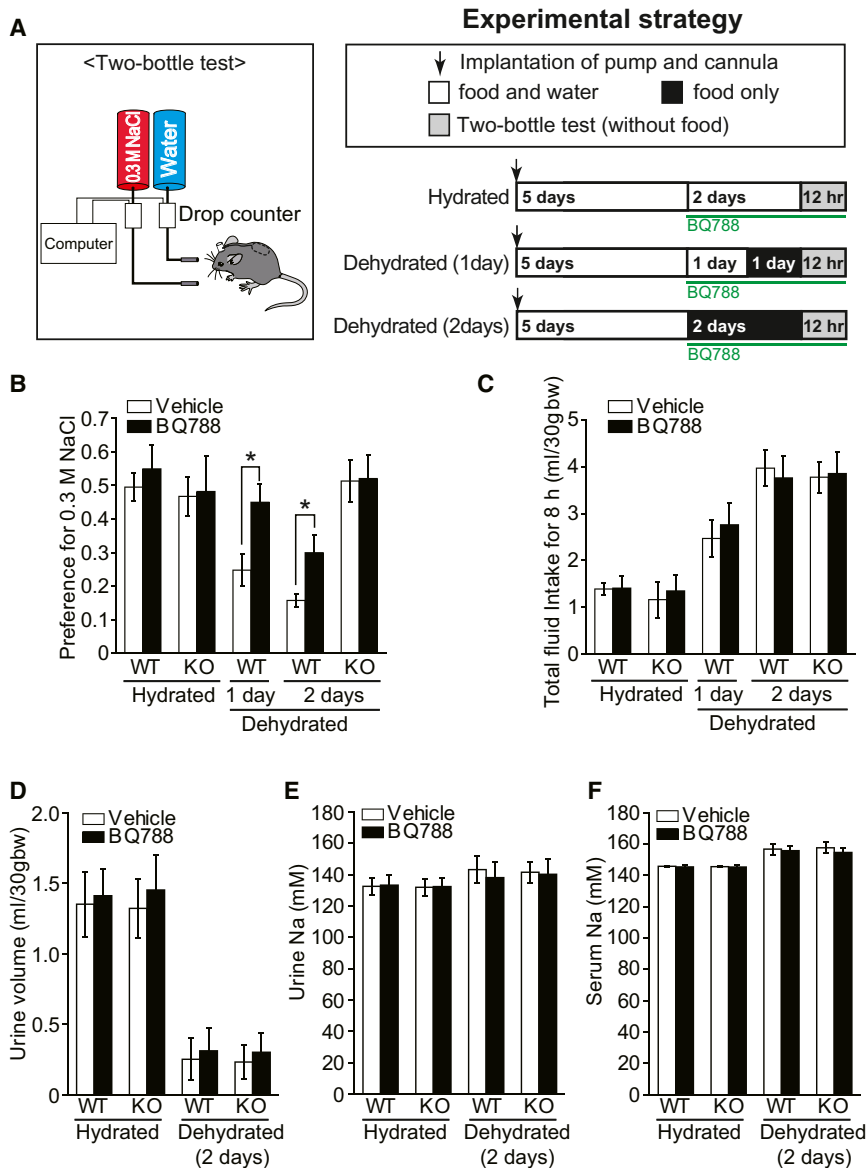 A
Experimental strategy
<Two-bottle test>
0.3 M NaCl
Water
Drop counter
Computer
Implantation of pump and cannula
food and water
food only
Two-bottle test (without food)
Hydrated
5 days
2 days
12 hr
BQ788
Dehydrated (1day)
5 days
1 day
1 day
12 hr
BQ788
Dehydrated (2days)
5 days
2 days
12 hr
BQ788
B
Vehicle
BQ788
Preference for 0.3 M NaCl
0.7
0.6
0.5
0.4
0.3
0.2
0.1
0
*
*
WT KO WT WT KO
Hydrated 1 day 2 days
Dehydrated
C
Vehicle
BQ788
Total fluid Intake for 8 h (ml/30gbw)
5
4
3
2
1
0
WT KO WT WT KO
Hydrated 1 day 2 days
Dehydrated
D
Vehicle
BQ788
Urine volume (ml/30gbw)
2.0
1.5
1.0
0.5
0
WT KO WT KO
Hydrated Dehydrated
(2 days)
E
Vehicle
BQ788
Urine Na (mM)
180
160
140
120
100
80
60
40
20
0
WT KO WT KO
Hydrated Dehydrated
(2 days)
F
Vehicle
BQ788
Serum Na (mM)
180
160
140
120
100
80
60
40
20
0
WT KO WT KO
Hydrated Dehydrated
(2 days)